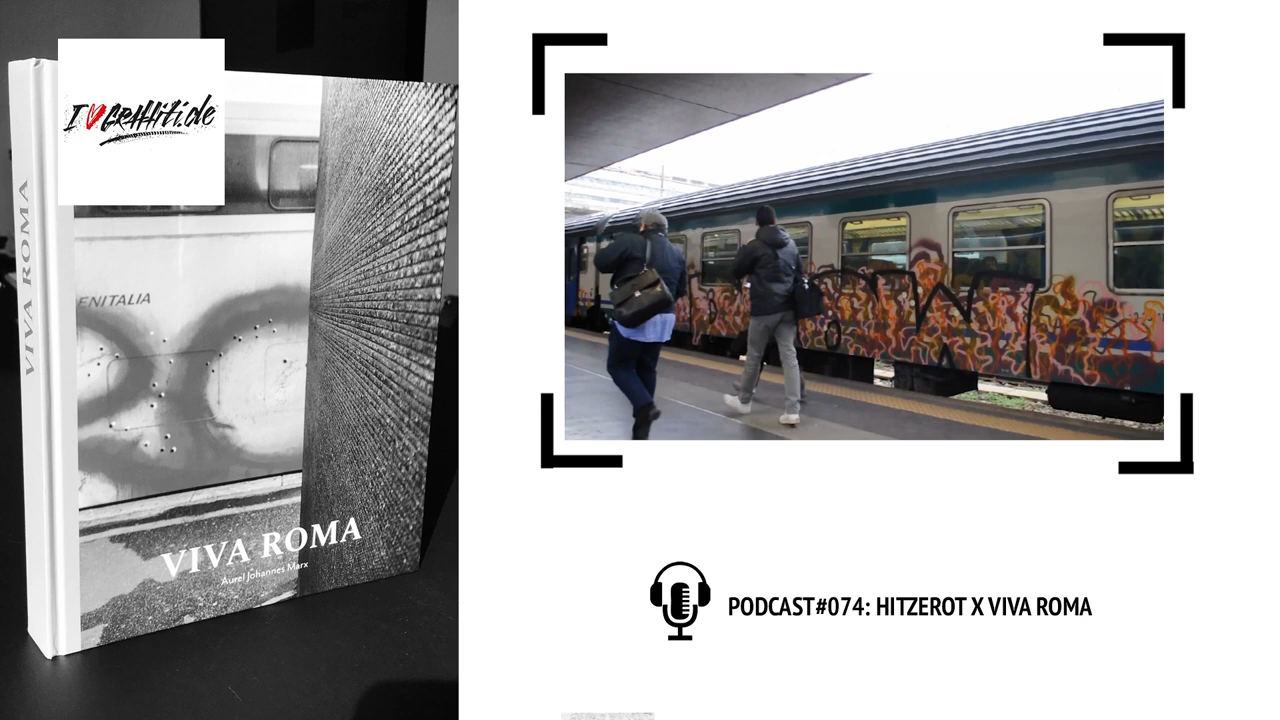 I ♥ GRAFFITI.de
VIVA ROMA
ENITALIA
VIVA ROMA
Aurel Johannes Marx
PODCAST#074: HITZEROT X VIVA ROMA